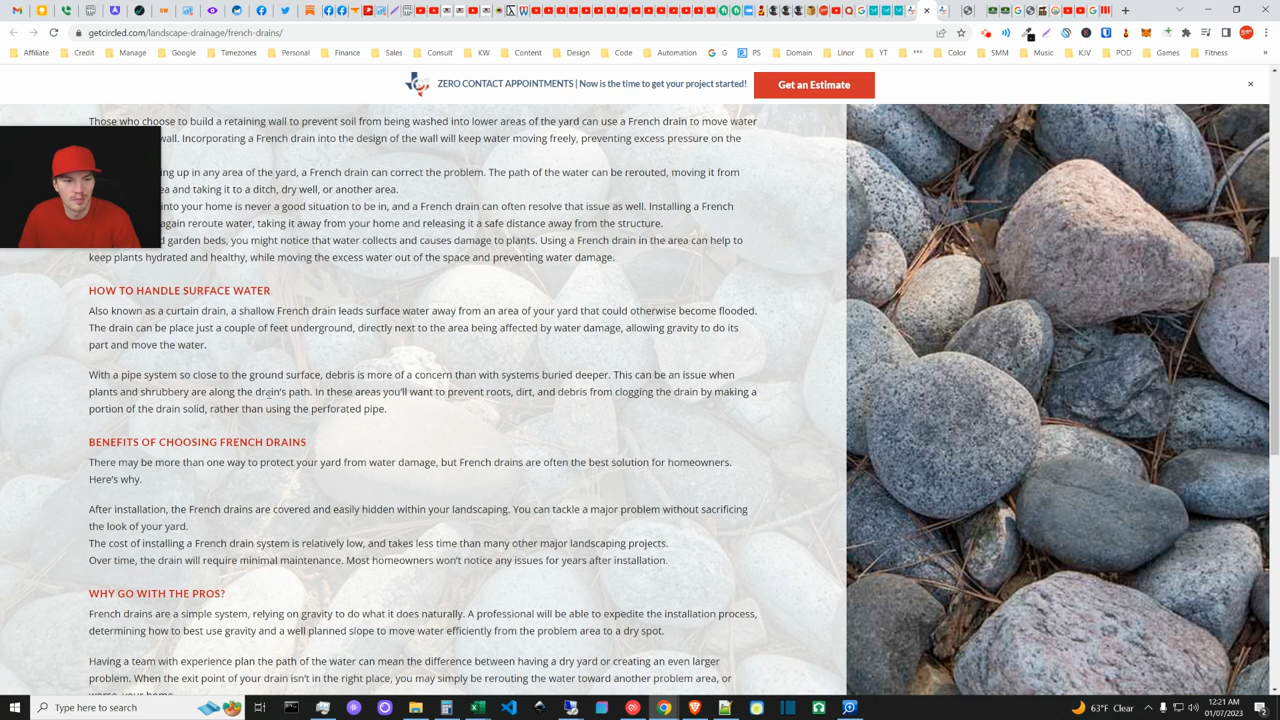 getcircled.com/landscape-drainage/french-drains/
Affiliate Credit Manage Google Timezones Personal Finance Sales Consult KW Content Design Code Automation G PS Domain Linor YT *** Color SMM Music KJV POD Games Fitness »
ZERO CONTACT APPOINTMENTS | Now is the time to get your project started! Get an Estimate
Those who choose to build a retaining wall to prevent soil from being washed into lower areas of the yard can use a French drain to move water
wall. Incorporating a French drain into the design of the wall will keep water moving freely, preventing excess pressure on the
up in any area of the yard, a French drain can correct the problem. The path of the water can be rerouted, moving it from
and taking it to a ditch, dry well, or another area.
into your home is never a good situation to be in, and a French drain can often resolve that issue as well. Installing a French
again reroute water, taking it away from your home and releasing it a safe distance away from the structure.
garden beds, you might notice that water collects and causes damage to plants. Using a French drain in the area can help to
keep plants hydrated and healthy, while moving the excess water out of the space and preventing water damage.
HOW TO HANDLE SURFACE WATER
Also known as a curtain drain, a shallow French drain leads surface water away from an area of your yard that could otherwise become flooded.
The drain can be place just a couple of feet underground, directly next to the area being affected by water damage, allowing gravity to do its
part and move the water.
With a pipe system so close to the ground surface, debris is more of a concern than with systems buried deeper. This can be an issue when
plants and shrubbery are along the drain's path. In these areas you'll want to prevent roots, dirt, and debris from clogging the drain by making a
portion of the drain solid, rather than using the perforated pipe.
BENEFITS OF CHOOSING FRENCH DRAINS
There may be more than one way to protect your yard from water damage, but French drains are often the best solution for homeowners.
Here's why.
After installation, the French drains are covered and easily hidden within your landscaping. You can tackle a major problem without sacrificing
the look of your yard.
The cost of installing a French drain system is relatively low, and takes less time than many other major landscaping projects.
Over time, the drain will require minimal maintenance. Most homeowners won't notice any issues for years after installation.
WHY GO WITH THE PROS?
French drains are a simple system, relying on gravity to do what it does naturally. A professional will be able to expedite the installation process,
determining how to best use gravity and a well planned slope to move water efficiently from the problem area to a dry spot.
Having a team with experience plan the path of the water can mean the difference between having a dry yard or creating an even larger
problem. When the exit point of your drain isn't in the right place, you may simply be rerouting the water toward another problem area, or
worse, your home.
Type here to search
63°F Clear
12:21 AM
01/07/2023